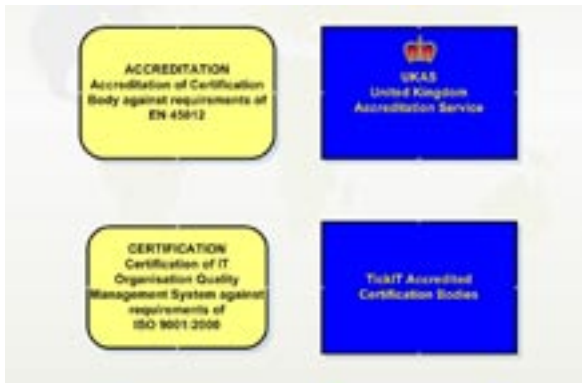 ACCREDITATION
Accreditation of Certification
Body against requirements of
EN 45012
UKAS
United Kingdom
Accreditation Service
CERTIFICATION
Certification of IT
Organisation Quality
Management System against
requirements of
ISO 9001:2000
TickIT Accredited
Certification Bodies